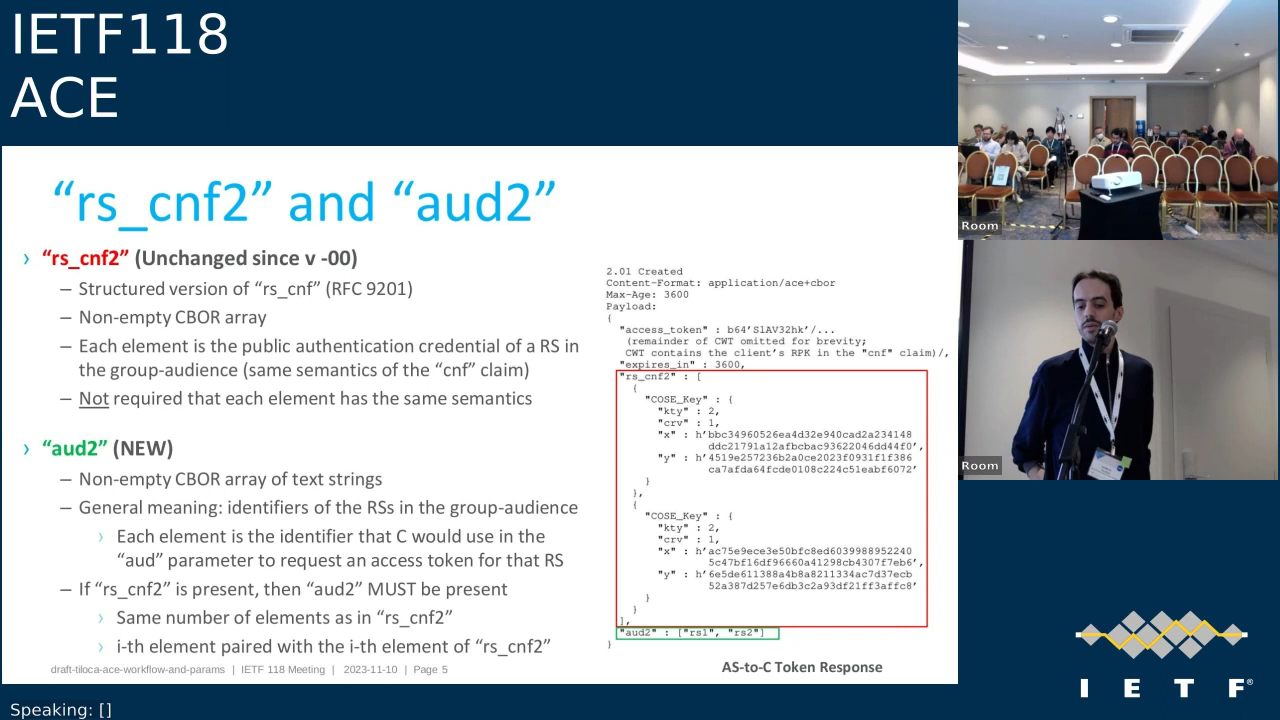 IETF118
ACE
“rs_cnf2” and “aud2”
› “rs_cnf2” (Unchanged since v -00)
– Structured version of “rs_cnf” (RFC 9201)
– Non-empty CBOR array
– Each element is the public authentication credential of a RS in
the group-audience (same semantics of the “cnf” claim)
– Not required that each element has the same semantics
› “aud2” (NEW)
– Non-empty CBOR array of text strings
– General meaning: identifiers of the RSs in the group-audience
› Each element is the identifier that C would use in the
“aud” parameter to request an access token for that RS
– If “rs_cnf2” is present, then “aud2” MUST be present
› Same number of elements as in “rs_cnf2”
› i-th element paired with the i-th element of “rs_cnf2”
2.01 Created
Content-Format: application/ace+cbor
Max-Age: 3600
Payload:
{
"access_token" : b64'SlAV32hk'/...
(remainder of CWT omitted for brevity;
CWT contains the client's RPK in the "cnf" claim)/,
"expires_in" : 3600,
"rs_cnf2" : [
{
"COSE_Key" : {
"kty" : 2,
"crv" : 1,
"x" : h'bbc34960526ea4d32e940cad2a234148
ddc21791a12afbcbac93622046dd44f0',
"y" : h'4519e257236b2a0ce2023f0931f1f386
ca7afda64fcde0108c224c51eabf6072'
}
},
{
"COSE_Key" : {
"kty" : 2,
"crv" : 1,
"x" : h'ac75e9ece3e50bfc8ed6039988952240
5c47bf16df96660a41298cb4307f7eb6',
"y" : h'6e5de611388a4b8a8211334ac7d37ecb
52a387d257e6db3c2a93df21ff3affc8'
}
}
],
"aud2" : ["rs1", "rs2"]
}
AS-to-C Token Response
draft-tiloca-ace-workflow-and-params | IETF 118 Meeting | 2023-11-10 | Page 5
Room
Room
I E T F®
Speaking: []